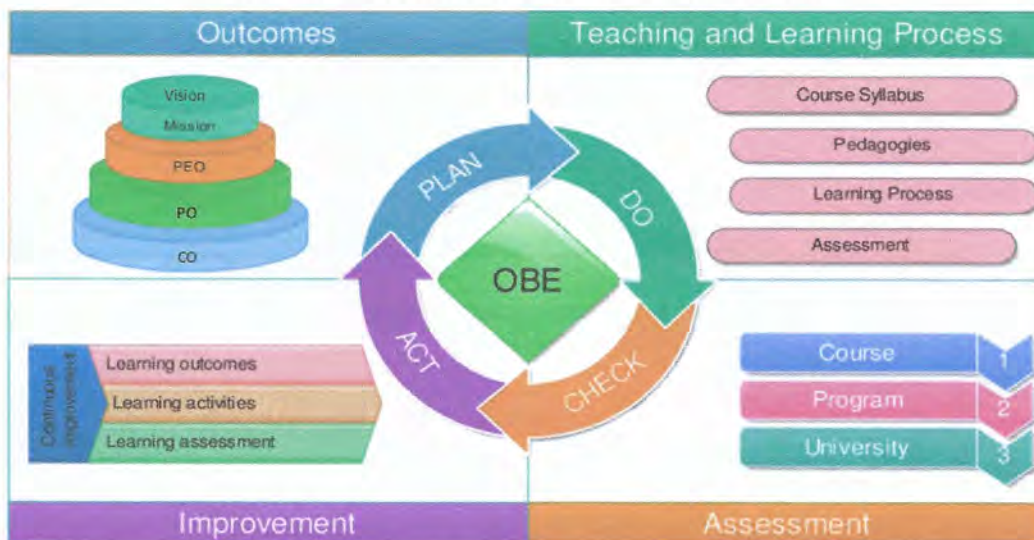 Outcomes
Teaching and Learning Process
Vision
Mission
PEO
PO
CO
PLAN
DO
CHECK
ACT
OBE
Course Syllabus
Pedagogies
Learning Process
Assessment
Continuous
improvement
Learning outcomes
Learning activities
Learning assessment
Course
1
Program
2
University
3
Improvement
Assessment